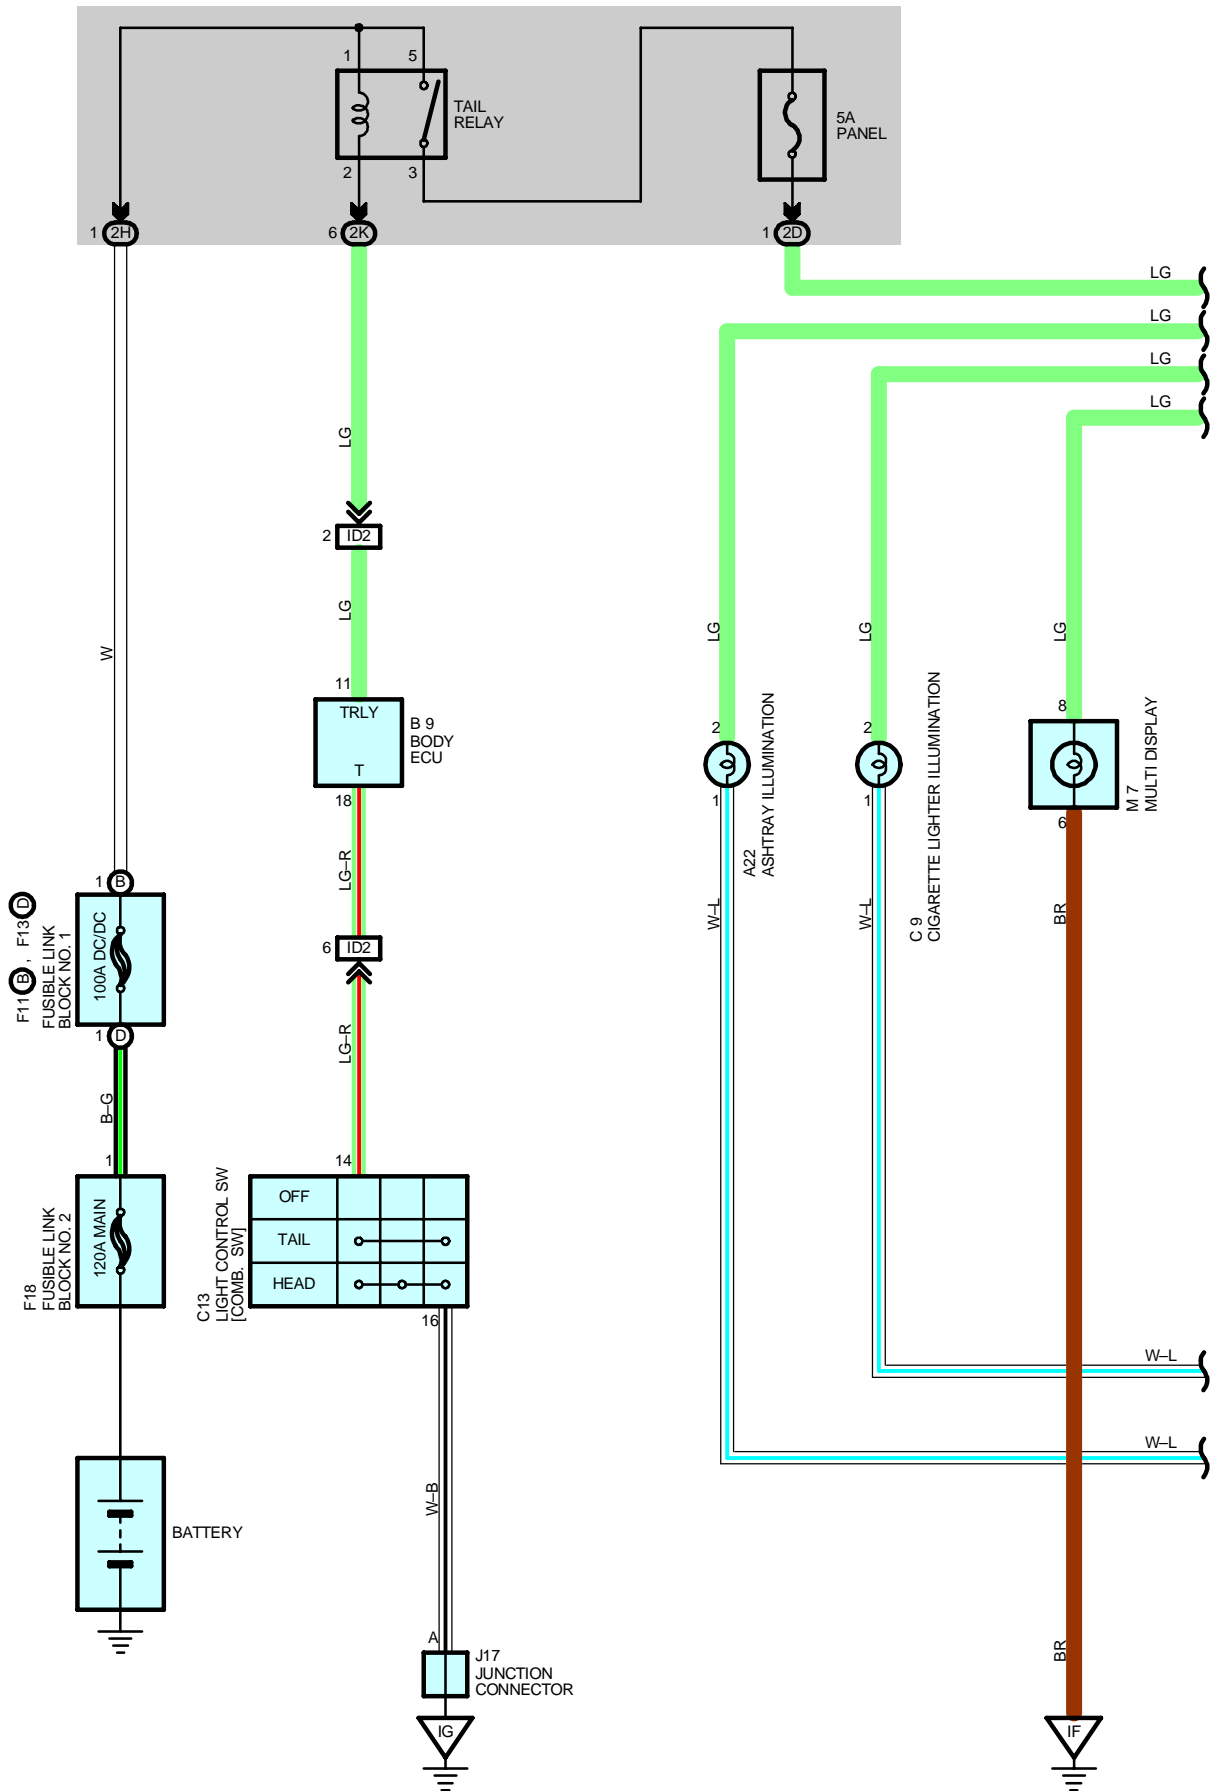 1
5
TAIL
RELAY
5A
PANEL
2
3
1 2H
6 2K
1 2D
LG
LG
LG
LG
LG
2 ID2
LG
W
LG
LG
LG
11
TRLY
T
B 9
BODY
ECU
18
2
1
A22
ASHTRAY ILLUMINATION
2
1
C 9
CIGARETTE LIGHTER ILLUMINATION
8
6
M 7
MULTI DISPLAY
LG–R
W–L
W–L
BR
1 B
100A DC/DC
F11 B , F13 D
FUSIBLE LINK
BLOCK NO. 1
1 D
6 ID2
LG–R
B–G
1
120A MAIN
F18
FUSIBLE LINK
BLOCK NO. 2
14
OFF
TAIL
HEAD
C13
LIGHT CONTROL SW
[COMB. SW]
16
W–L
W–L
W–B
BATTERY
BR
A
J17
JUNCTION
CONNECTOR
IG
IF